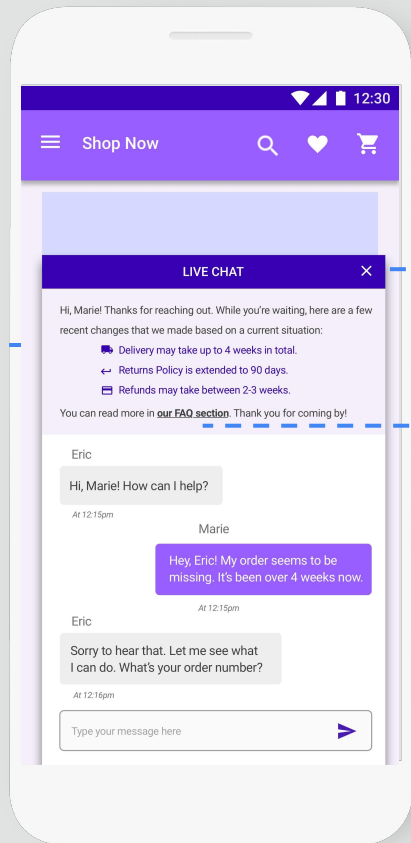 12:30
Shop Now
LIVE CHAT
Hi, Marie! Thanks for reaching out. While you're waiting, here are a few
recent changes that we made based on a current situation:
Delivery may take up to 4 weeks in total.
Returns Policy is extended to 90 days.
Refunds may take between 2-3 weeks.
You can read more in our FAQ section. Thank you for coming by!
Eric
Hi, Marie! How can I help?
At 12:15pm
Marie
Hey, Eric! My order seems to be
missing. It's been over 4 weeks now.
At 12:15pm
Eric
Sorry to hear that. Let me see what
I can do. What's your order number?
At 12:16pm
Type your message here